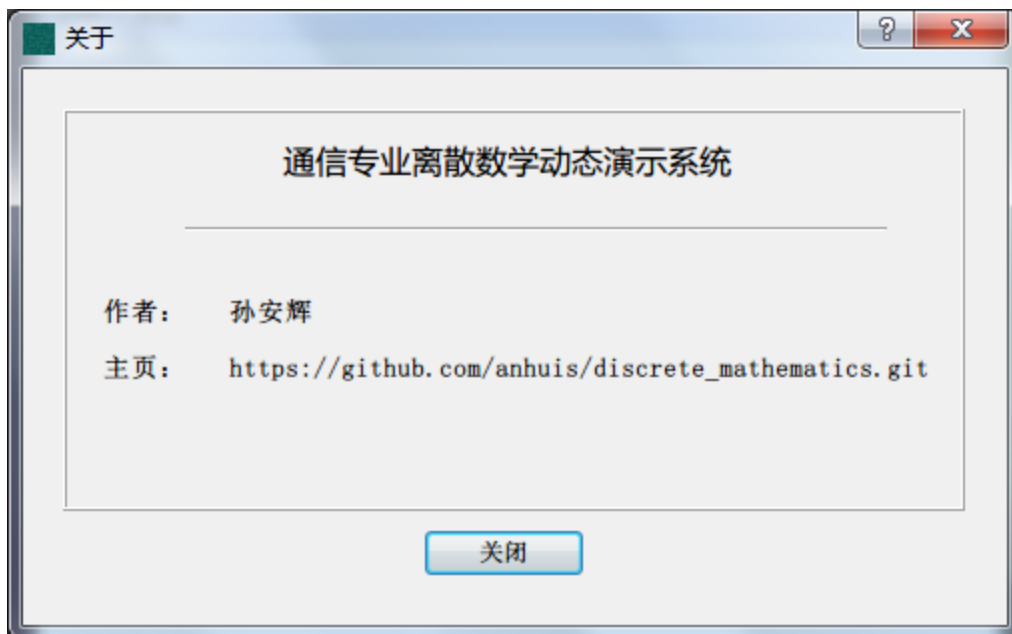 关于
通信专业离散数学动态演示系统
作者： 孙安辉
主页： https://github.com/anhuis/discrete_mathematics.git
关闭